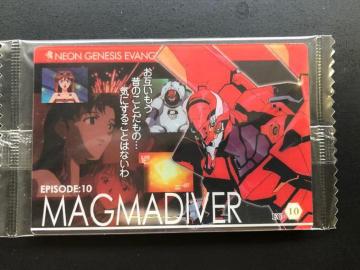 NEON GENESIS EVANG
お互いもう
昔のことだもの…
気にすることはないわ
EPISODE:10
MAGMADIVER
10